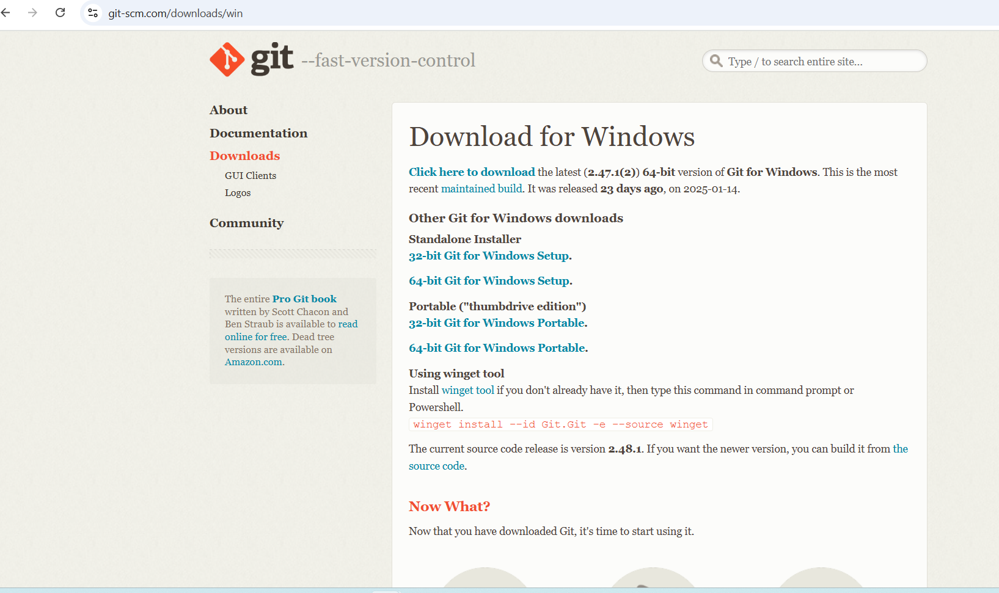 git-scm.com/downloads/win
git --fast-version-control
Type / to search entire site...
About
Documentation
Downloads
GUI Clients
Logos
Community
The entire Pro Git book
written by Scott Chacon and
Ben Straub is available to read
online for free. Dead tree
versions are available on
Amazon.com.
Download for Windows
Click here to download the latest (2.47.1(2)) 64-bit version of Git for Windows. This is the most
recent maintained build. It was released 23 days ago, on 2025-01-14.
Other Git for Windows downloads
Standalone Installer
32-bit Git for Windows Setup.
64-bit Git for Windows Setup.
Portable ("thumbdrive edition")
32-bit Git for Windows Portable.
64-bit Git for Windows Portable.
Using winget tool
Install winget tool if you don't already have it, then type this command in command prompt or
Powershell.
winget install --id Git.Git -e --source winget
The current source code release is version 2.48.1. If you want the newer version, you can build it from the
source code.
Now What?
Now that you have downloaded Git, it's time to start using it.